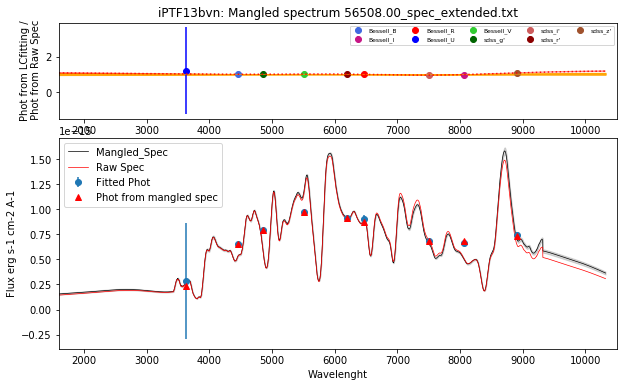 iPTF13bvn: Mangled spectrum 56508.00_spec_extended.txt
Phot from LCfitting /
Phot from Raw Spec
2
0
Bessell_B
Bessell_I
Bessell_R
Bessell_U
Bessell_V
sdss_g'
sdss_i'
sdss_r'
sdss_z'
2000 3000 4000 5000 6000 7000 8000 9000 10000
1e−15
Flux erg s-1 cm-2 A-1
1.50
1.25
1.00
0.75
0.50
0.25
0.00
−0.25
Mangled_Spec
Raw Spec
Fitted Phot
Phot from mangled spec
2000 3000 4000 5000 6000 7000 8000 9000 10000
Wavelenght